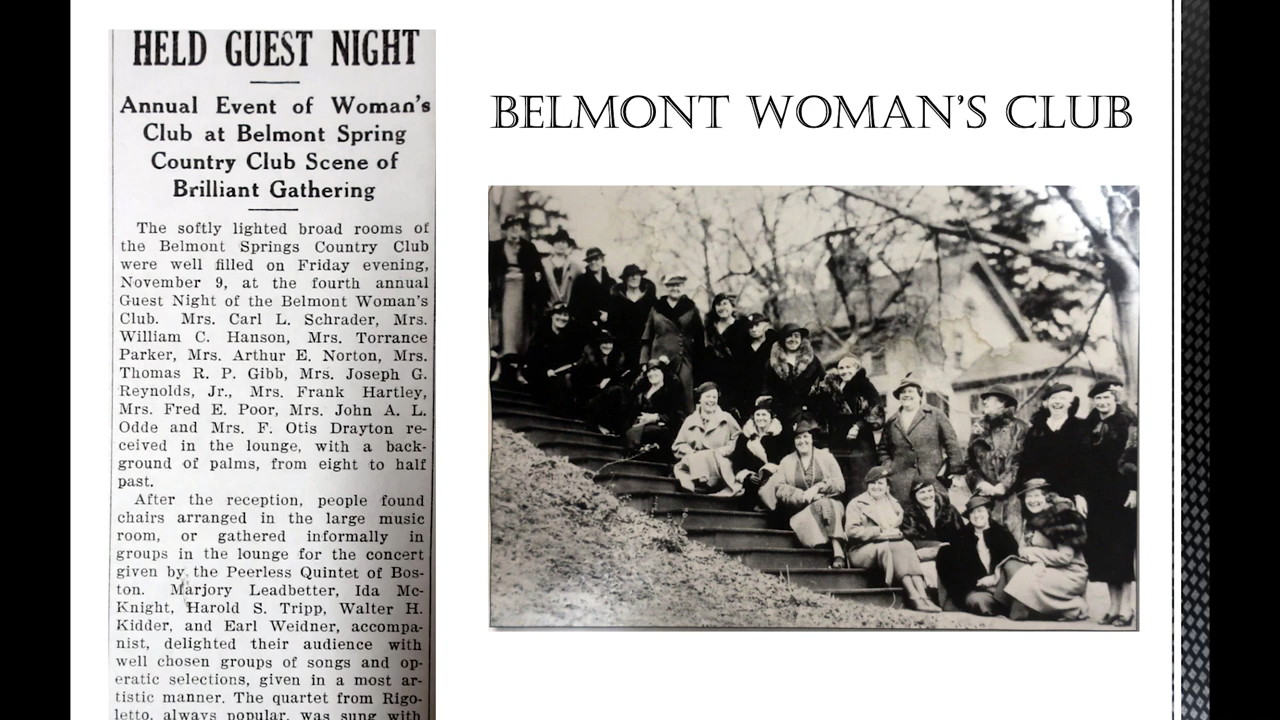 HELD GUEST NIGHT
Annual Event of Woman's
Club at Belmont Spring
Country Club Scene of
Brilliant Gathering
The softly lighted broad rooms of
the Belmont Springs Country Club
were well filled on Friday evening,
November 9, at the fourth annual
Guest Night of the Belmont Woman's
Club. Mrs. Carl L. Schrader, Mrs.
William C. Hanson, Mrs. Torrance
Parker, Mrs. Arthur E. Norton, Mrs.
Thomas R. P. Gibb, Mrs. Joseph G.
Reynolds, Jr., Mrs. Frank Hartley,
Mrs. Fred E. Poor, Mrs. John A. L.
Odde and Mrs. F. Otis Drayton re-
ceived in the lounge, with a back-
ground of palms, from eight to half
past.
After the reception, people found
chairs arranged in the large music
room, or gathered informally in
groups in the lounge for the concert
given by the Peerless Quintet of Bos-
ton. Marjory Leadbetter, Ida Mc-
Knight, Harold S. Tripp, Walter H.
Kidder, and Earl Weidner, accompa-
nist, delighted their audience with
well chosen groups of songs and op-
eratic selections, given in a most ar-
tistic manner. The quartet from Rigo-
letto, always popular, was sung with
BELMONT WOMAN'S CLUB